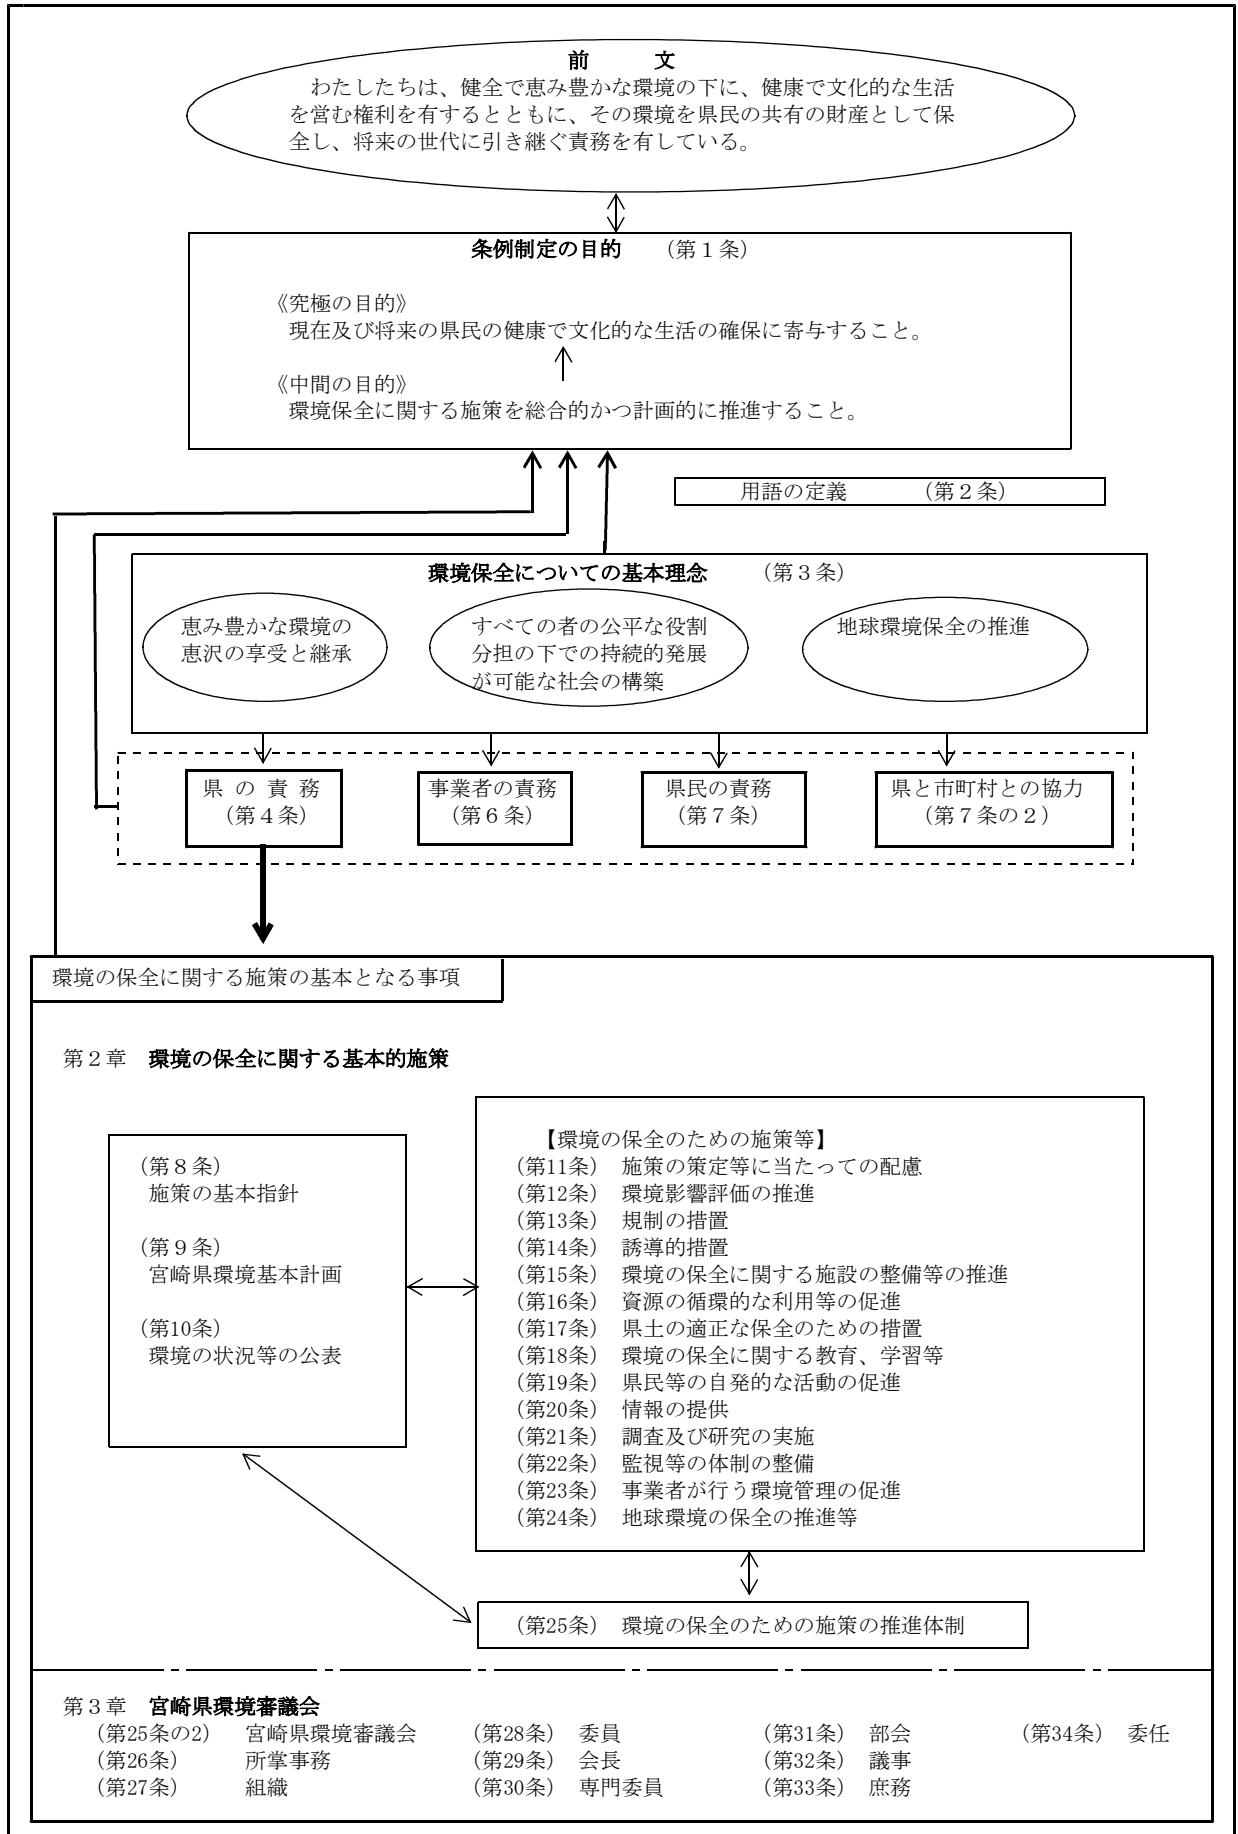 前　　文
わたしたちは、健全で恵み豊かな環境の下に、健康で文化的な生活
を営む権利を有するとともに、その環境を県民の共有の財産として保
全し、将来の世代に引き継ぐ責務を有している。
条例制定の目的　（第１条）
《究極の目的》
現在及び将来の県民の健康で文化的な生活の確保に寄与すること。
《中間の目的》
環境保全に関する施策を総合的かつ計画的に推進すること。
用語の定義　（第２条）
環境保全についての基本理念　（第３条）
恵み豊かな環境の
恵沢の享受と継承
すべての者の公平な役割
分担の下での持続的発展
が可能な社会の構築
地球環境保全の推進
県の責務
（第４条）
事業者の責務
（第６条）
県民の責務
（第７条）
県と市町村との協力
（第７条の２）
環境の保全に関する施策の基本となる事項
第２章　環境の保全に関する基本的施策
（第８条）
施策の基本指針
（第９条）
宮崎県環境基本計画
（第10条）
環境の状況等の公表
【環境の保全のための施策等】
（第11条）　施策の策定等に当たっての配慮
（第12条）　環境影響評価の推進
（第13条）　規制の措置
（第14条）　誘導的措置
（第15条）　環境の保全に関する施設の整備等の推進
（第16条）　資源の循環的な利用等の促進
（第17条）　県土の適正な保全のための措置
（第18条）　環境の保全に関する教育、学習等
（第19条）　県民等の自発的な活動の促進
（第20条）　情報の提供
（第21条）　調査及び研究の実施
（第22条）　監視等の体制の整備
（第23条）　事業者が行う環境管理の促進
（第24条）　地球環境の保全の推進等
（第25条）　環境の保全のための施策の推進体制
第３章　宮崎県環境審議会
（第25条の2）　宮崎県環境審議会　（第28条）　委員　（第31条）　部会　（第34条）　委任
（第26条）　所掌事務　（第29条）　会長　（第32条）　議事
（第27条）　組織　（第30条）　専門委員　（第33条）　庶務